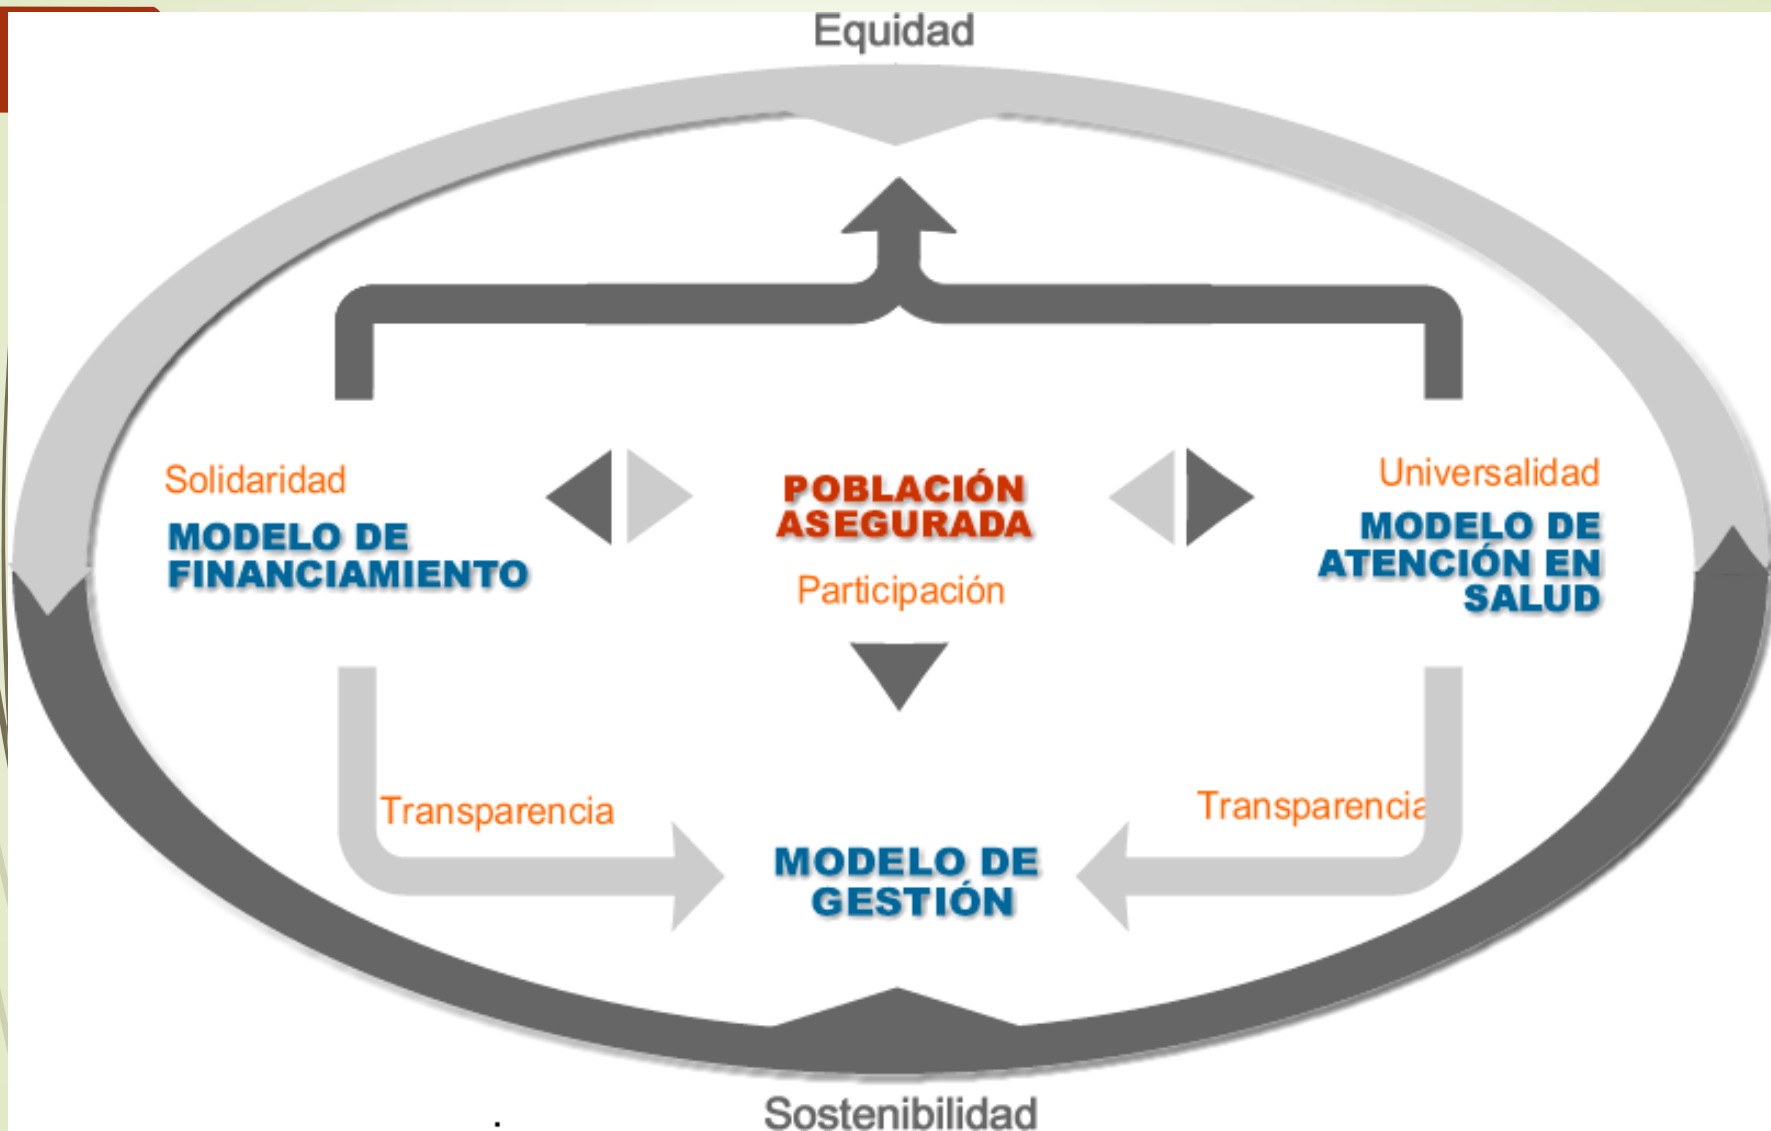 Equidad
Solidaridad
MODELO DE
FINANCIAMIENTO
POBLACIÓN
ASEGURADA
Participación
Universalidad
MODELO DE
ATENCIÓN EN
SALUD
Transparencia
Transparencia
MODELO DE
GESTIÓN
.
Sostenibilidad